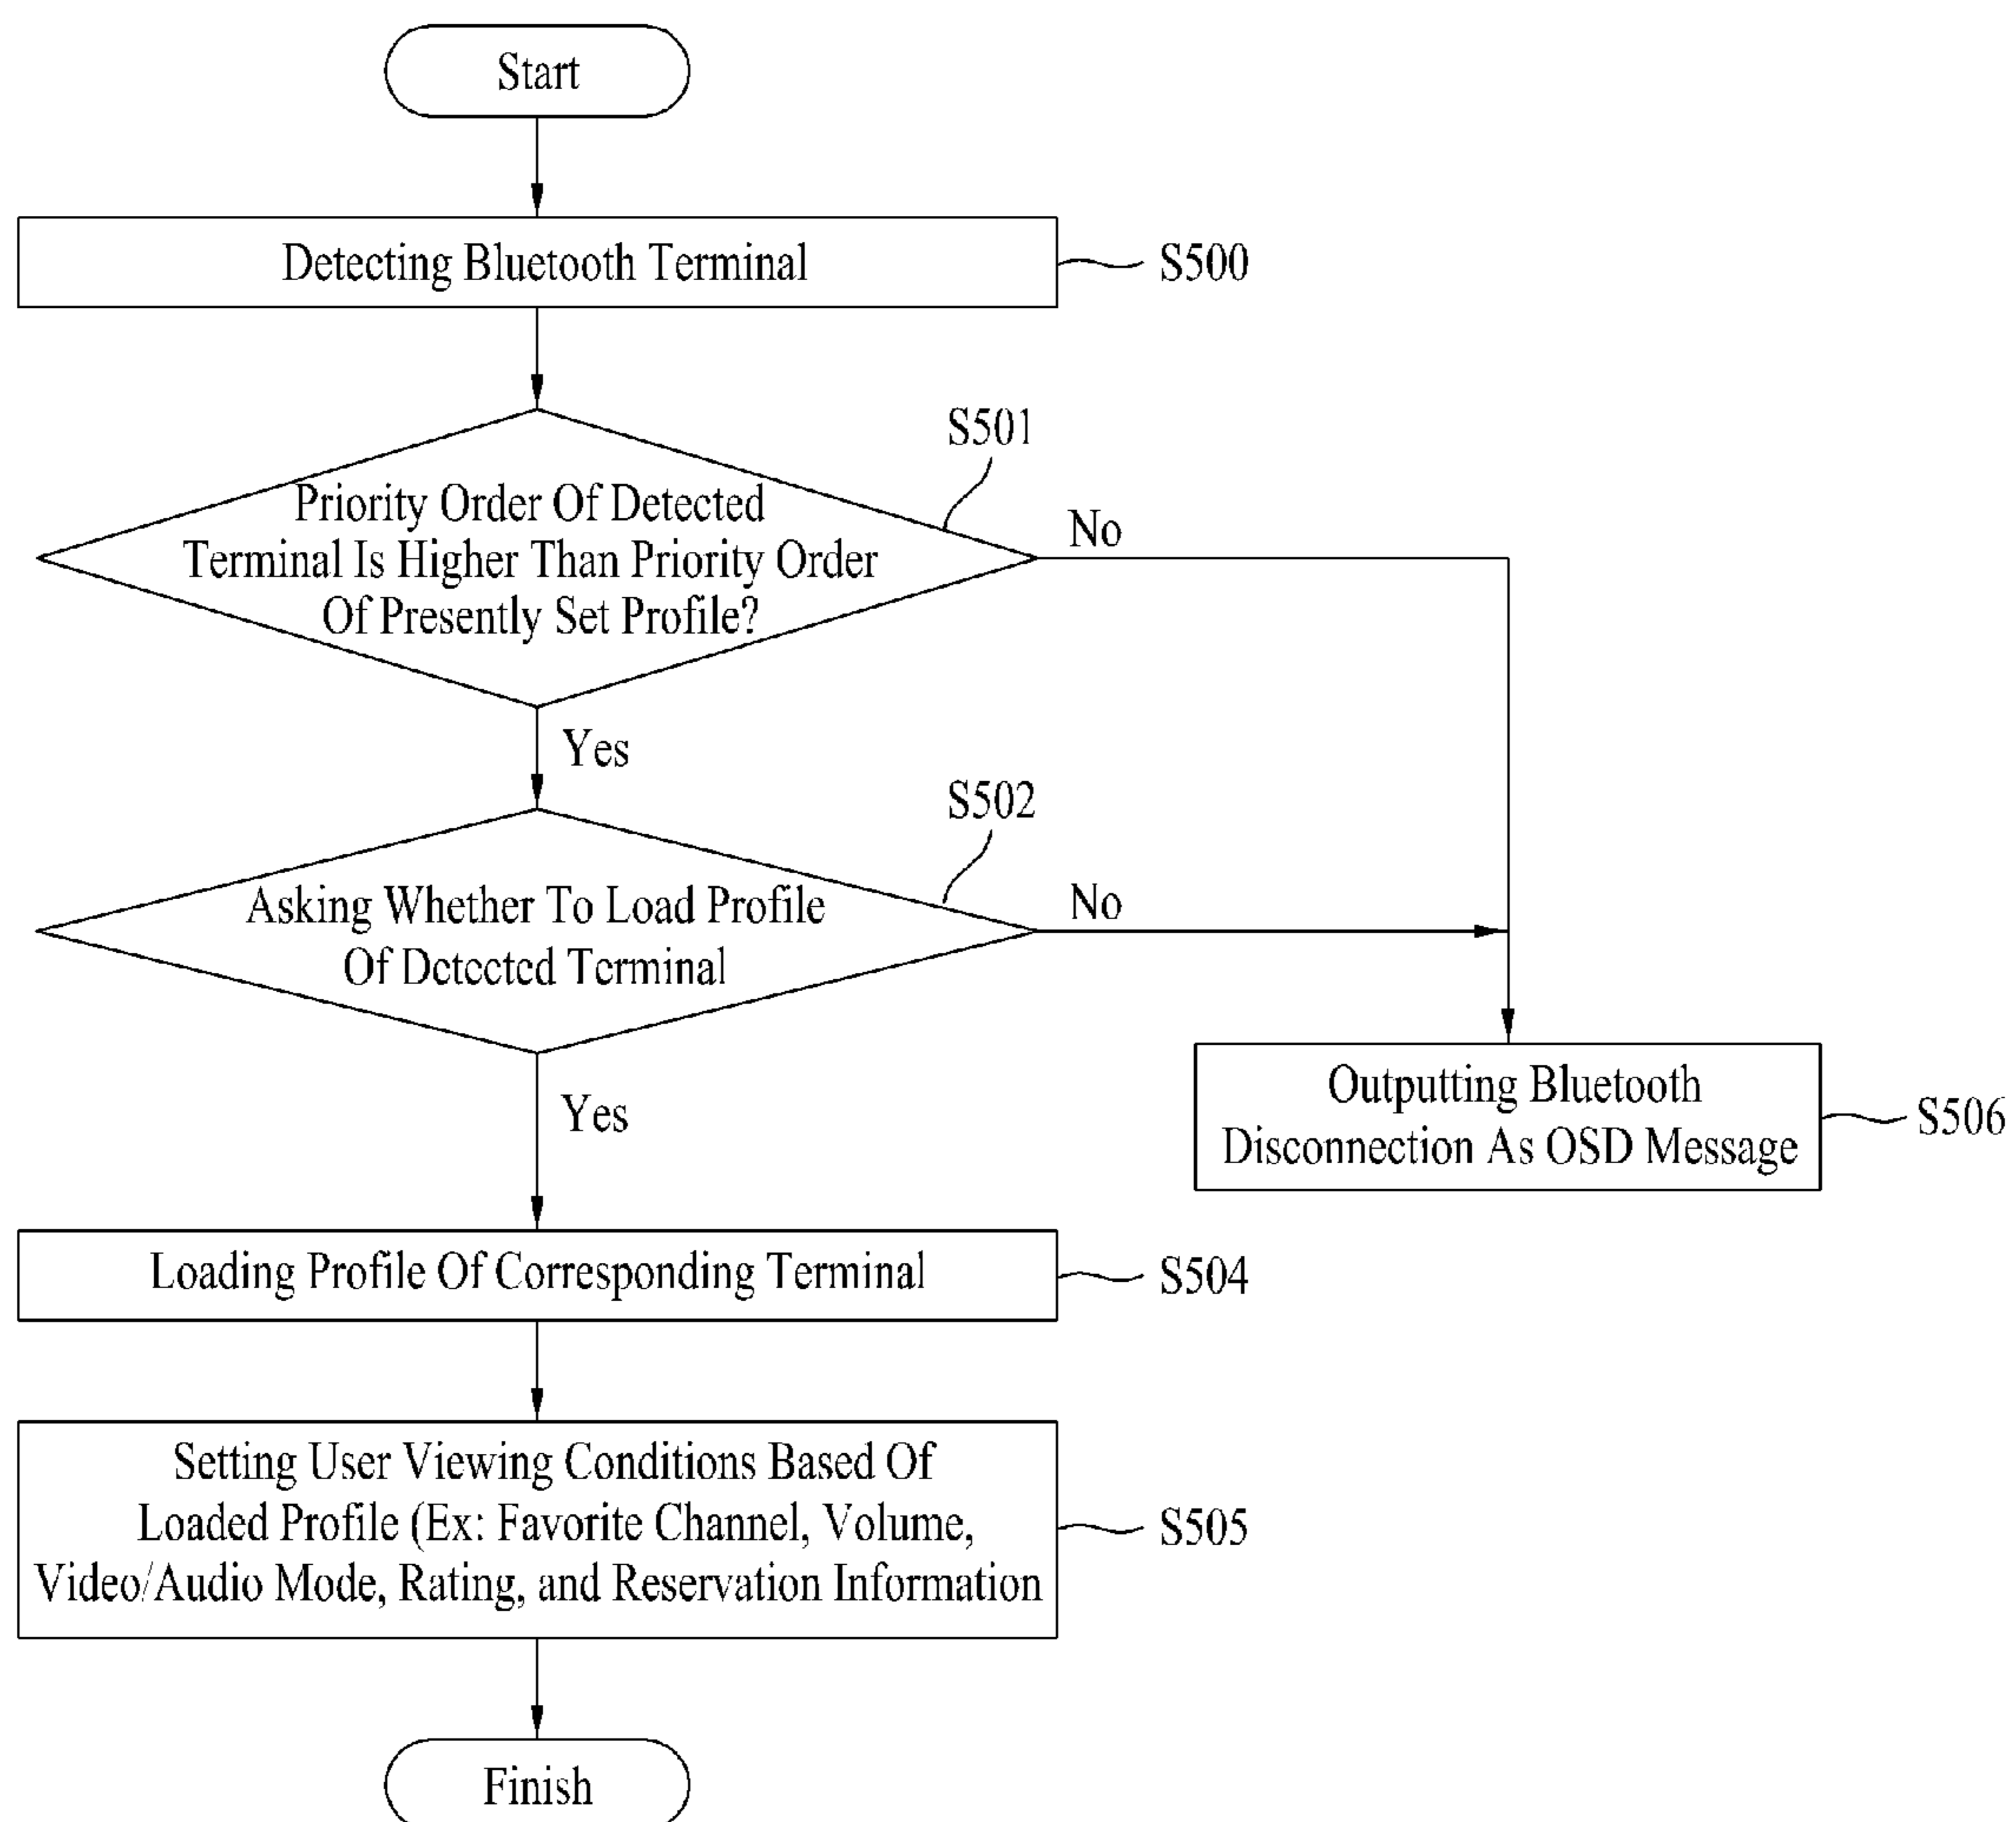 Start
Detecting Bluetooth Terminal
S500
S501
Priority Order Of Detected
Terminal Is Higher Than Priority Order
Of Presently Set Profile?
No
Yes
S502
Asking Whether To Load Profile
Of Detected Terminal
No
Yes
Outputting Bluetooth
Disconnection As OSD Message
S506
Loading Profile Of Corresponding Terminal
S504
Setting User Viewing Conditions Based Of
Loaded Profile (Ex: Favorite Channel, Volume,
Video/Audio Mode, Rating, and Reservation Information
S505
Finish